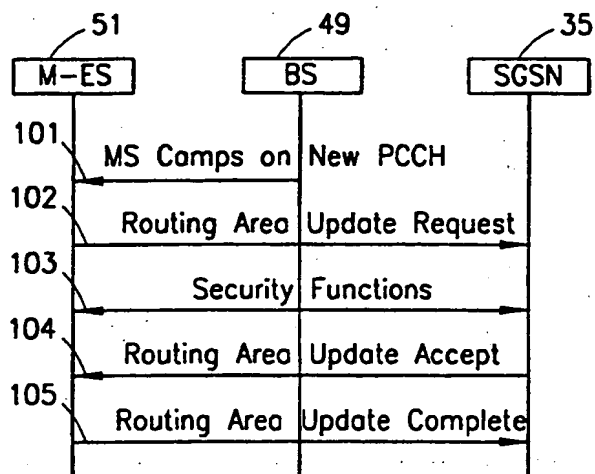 51 49 35
M-ES BS SGSN
101 MS Camps on New PCCH
102 Routing Area Update Request
103 Security Functions
104 Routing Area Update Accept
105 Routing Area Update Complete